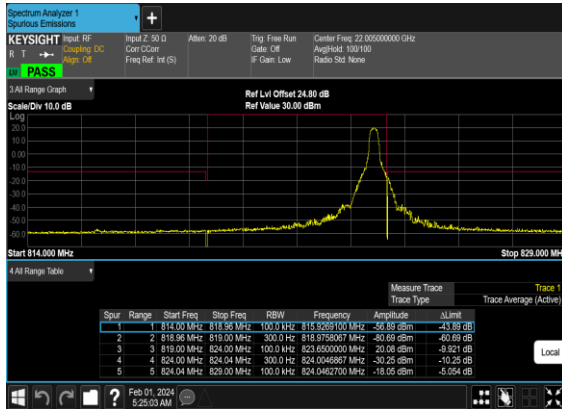 Spectrum Analyzer 1
Spurious Emissions
KEYSIGHT
R T
LXI PASS
Input: RF
Coupling: DC
Align: Off
Input Z: 50 Ω
Corr CCorr
Freq Ref: Int (S)
Atten: 20 dB
Trig: Free Run
Gate: Off
IF Gain: Low
Center Freq: 22.005000000 GHz
Avg|Hold: 100/100
Radio Std: None
3 All Range Graph
Scale/Div 10.0 dB
Ref Lvl Offset 24.80 dB
Ref Value 30.00 dBm
Log
20.0
10.0
0.00
-10.0
-20.0
-30.0
-40.0
-50.0
-60.0
Start 814.000 MHz
Stop 829.000 MHz
4 All Range Table
Measure Trace Trace 1
Trace Type Trace Average (Active)
Spur Range Start Freq Stop Freq RBW Frequency Amplitude ΔLimit
1 1 814.00 MHz 818.96 MHz 100.0 kHz 815.9269100 MHz -56.89 dBm -43.89 dB
2 2 818.96 MHz 819.00 MHz 300.0 Hz 818.9758067 MHz -80.69 dBm -60.69 dB
3 3 819.00 MHz 824.00 MHz 100.0 kHz 823.6500000 MHz 20.08 dBm -9.921 dB
4 4 824.00 MHz 824.04 MHz 300.0 Hz 824.0046867 MHz -30.25 dBm -10.25 dB
5 5 824.04 MHz 829.00 MHz 100.0 kHz 824.0462700 MHz -18.05 dBm -5.054 dB
Local
?
Feb 01, 2024
5:25:03 AM